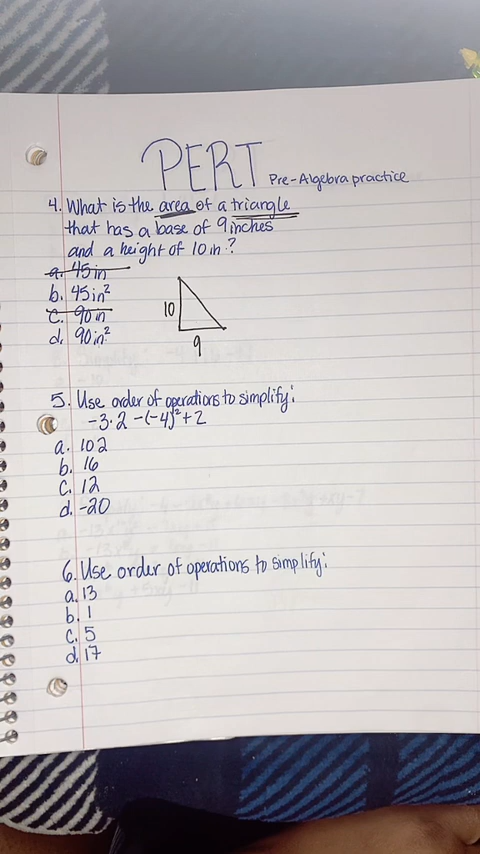 PERT Pre-Algebra practice
4. What is the area of a triangle
that has a base of 9 inches
and a height of 10 in?
a. 45 in
b. 45 in²
c. 90 in
d. 90 in²
10
9
5. Use order of operations to simplify:
-3·2 -(-4)² + 2
a. 102
b. 16
c. 12
d. -20
6. Use order of operations to simplify:
a. 13
b. 1
c. 5
d. 17